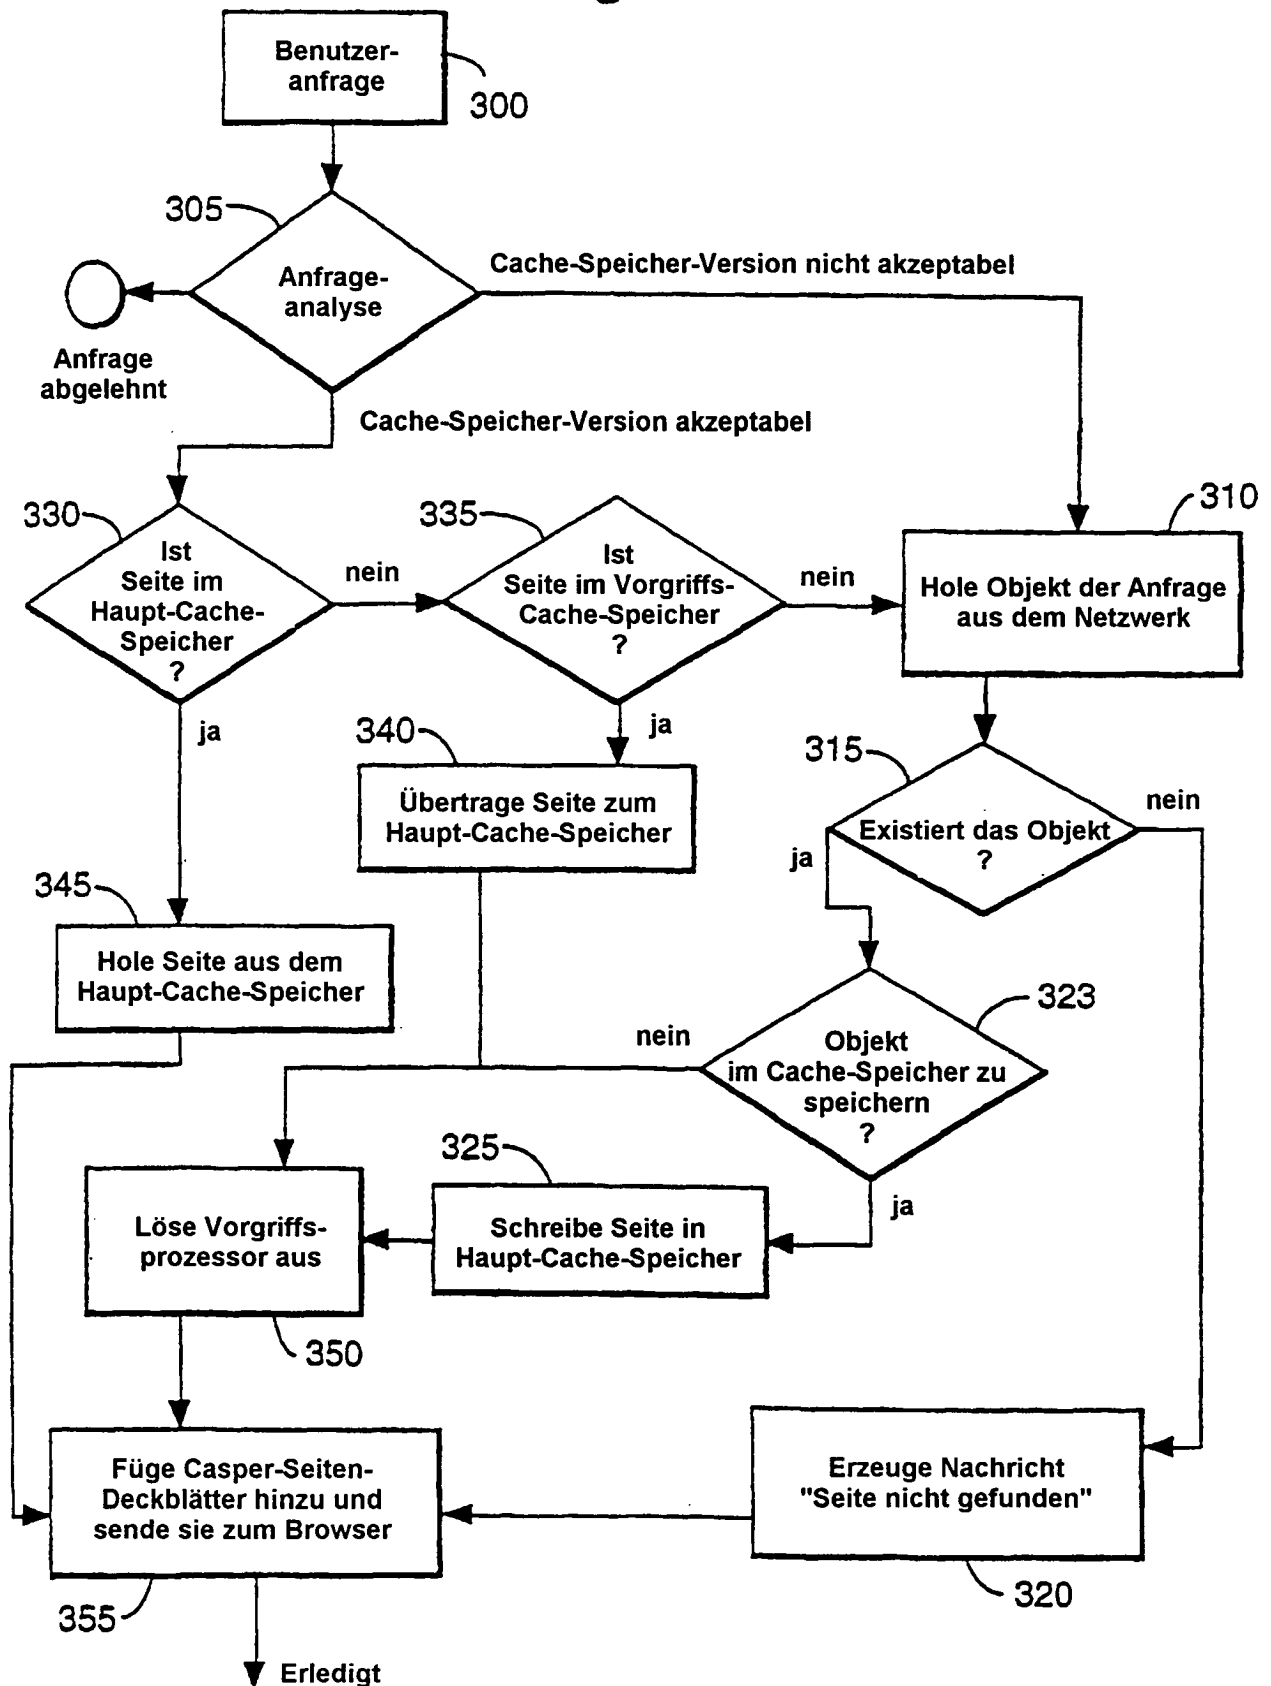 Benutzer-
anfrage
300
305
Anfrage-
analyse
Cache-Speicher-Version nicht akzeptabel
Anfrage
abgelehnt
Cache-Speicher-Version akzeptabel
330
Ist
Seite im
Haupt-Cache-
Speicher
?
nein
335
Ist
Seite im Vorgriffs-
Cache-Speicher
?
nein
310
Hole Objekt der Anfrage
aus dem Netzwerk
ja
ja
340
Übertrage Seite zum
Haupt-Cache-Speicher
315
Existiert das Objekt
?
nein
ja
345
Hole Seite aus dem
Haupt-Cache-Speicher
323
Objekt
im Cache-Speicher zu
speichern
?
nein
ja
325
Schreibe Seite in
Haupt-Cache-Speicher
Löse Vorgriffs-
prozessor aus
350
Füge Casper-Seiten-
Deckblätter hinzu und
sende sie zum Browser
355
Erzeuge Nachricht
"Seite nicht gefunden"
320
Erledigt